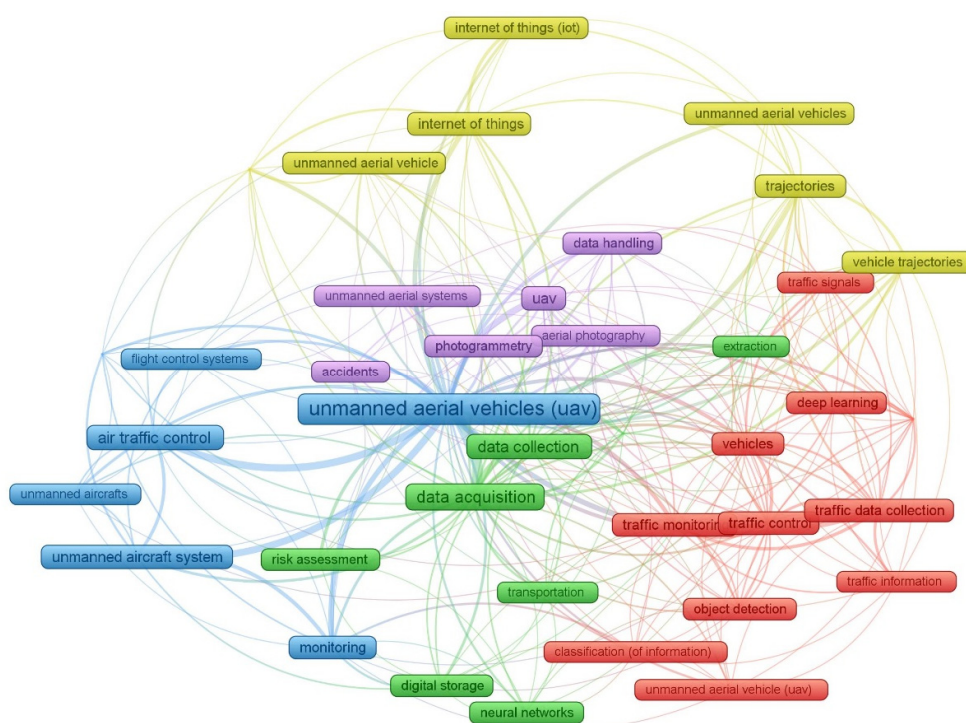 internet of things (iot)
unmanned aerial vehicles
internet of things
unmanned aerial vehicle
trajectories
data handling
vehicle trajectories
traffic signals
unmanned aerial systems
uav
aerial photography
photogrammetry
extraction
flight control systems
accidents
deep learning
unmanned aerial vehicles (uav)
air traffic control
data collection
vehicles
unmanned aircrafts
data acquisition
traffic data collection
traffic monitorin
traffic control
unmanned aircraft system
risk assessment
traffic information
transportation
object detection
monitoring
classification (of information)
digital storage
unmanned aerial vehicle (uav)
neural networks